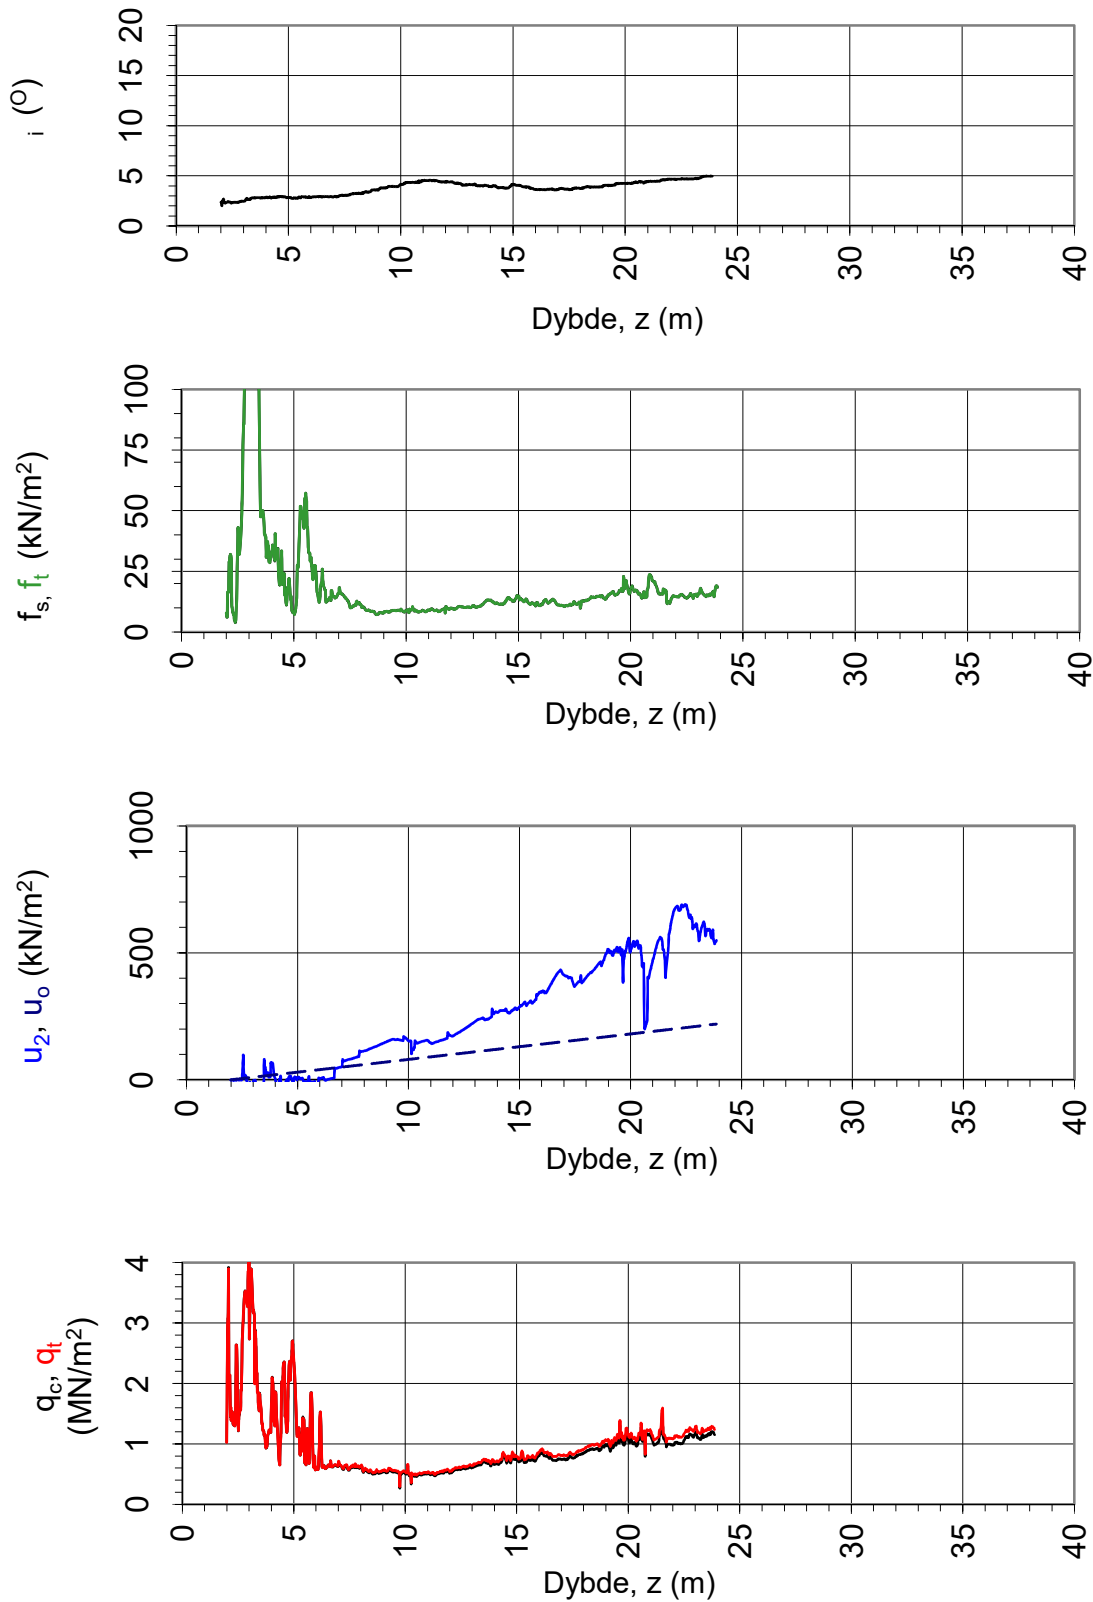 i (O)
20
15
10
5
0
0 5 10 15 20 25 30 35 40
Dybde, z (m)
fs, ft (kN/m2)
100
75
50
25
0
0 5 10 15 20 25 30 35 40
Dybde, z (m)
u2, uo (kN/m2)
1000
500
0
0 5 10 15 20 25 30 35 40
Dybde, z (m)
qc, qt
(MN/m2)
4
3
2
1
0
0 5 10 15 20 25 30 35 40
Dybde, z (m)